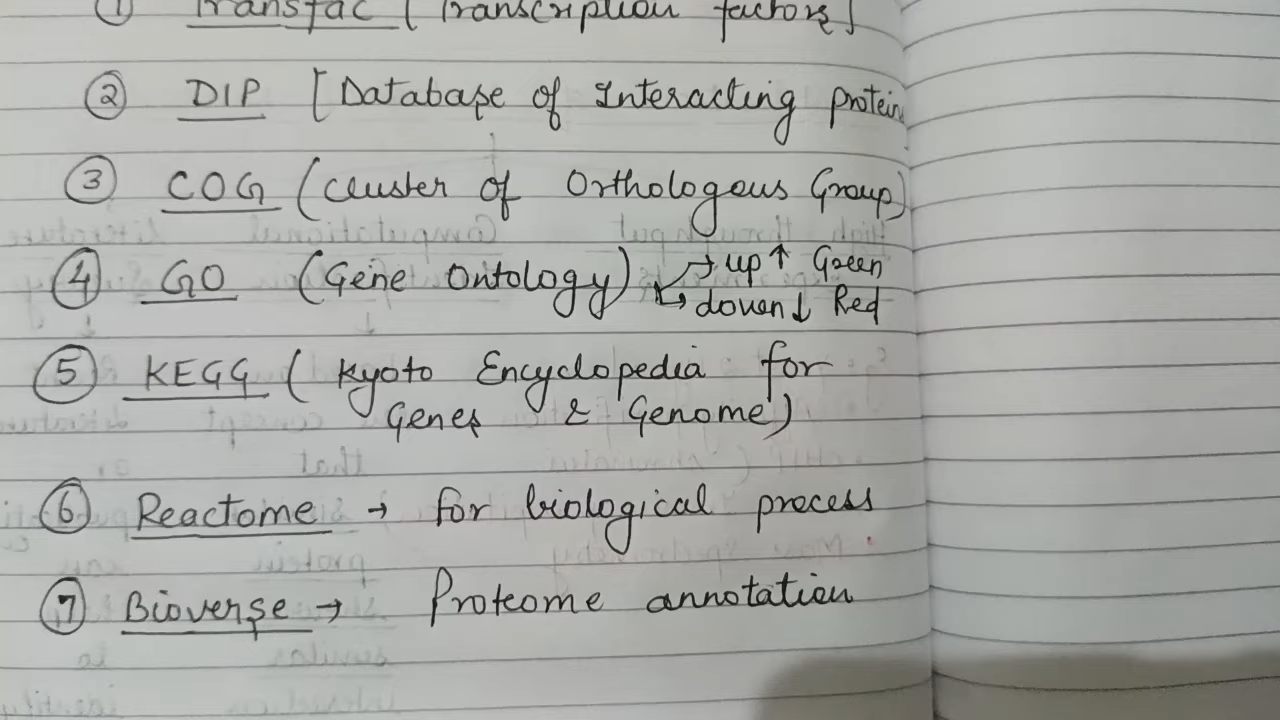 ① Transfac [Transcription factors]
② DIP [Database of Interacting protein
③ COG (Cluster of Orthologous Group)
④ GO (Gene Ontology) → up↑ Green
↳ down↓ Red
⑤ KEGG (Kyoto Encyclopedia for
Genes & Genome)
⑥ Reactome → for biological process
⑦ Bioverse → Proteome annotation